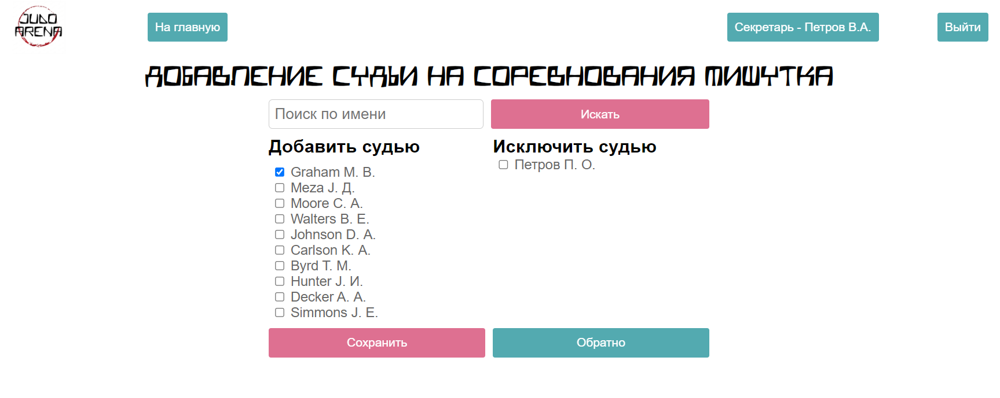 JUDO
ARENA
На главную
Секретарь - Петров В.А.
Выйти
ДОБАВЛЕНИЕ СУДЬИ НА СОРЕВНОВАНИЯ МИШУТКА
Поиск по имени
Искать
Добавить судью
Graham M. В.
Meza J. Д.
Moore C. А.
Walters B. Е.
Johnson D. А.
Carlson K. А.
Byrd T. М.
Hunter J. И.
Decker A. А.
Simmons J. Е.
Исключить судью
Петров П. О.
Сохранить
Обратно